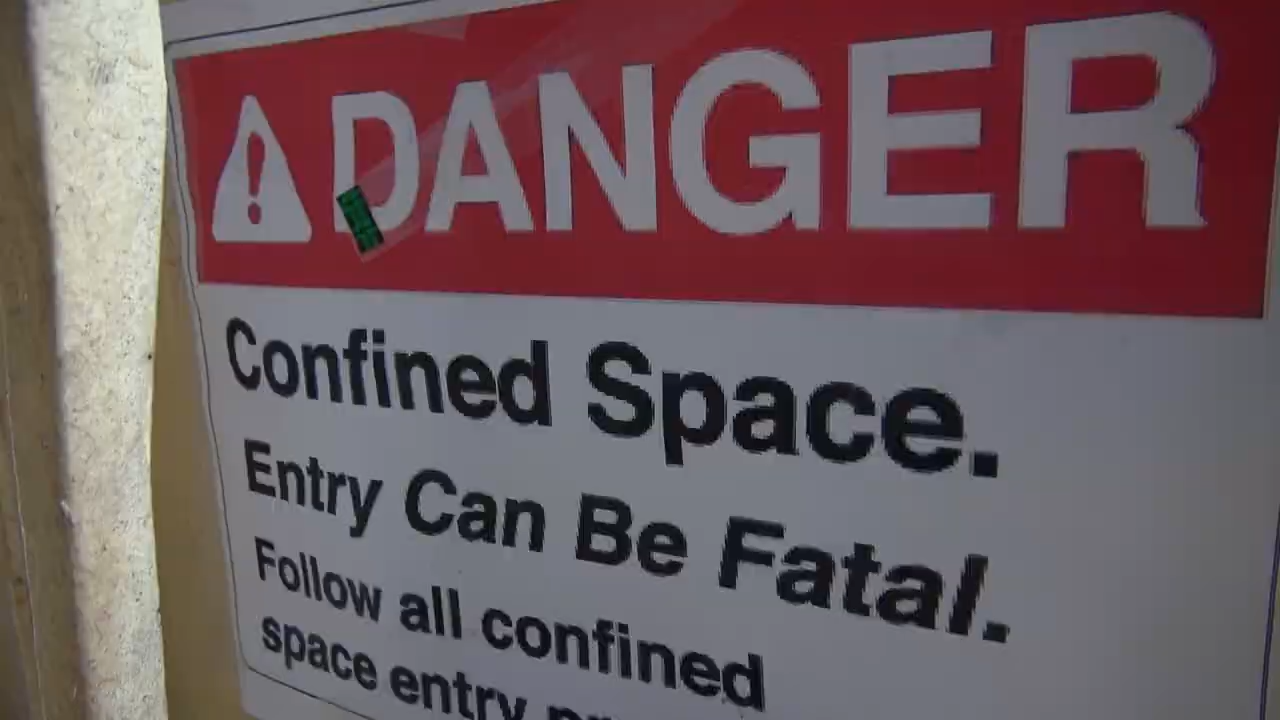 DANGER
Confined Space.
Entry Can Be Fatal.
Follow all confined
space entry